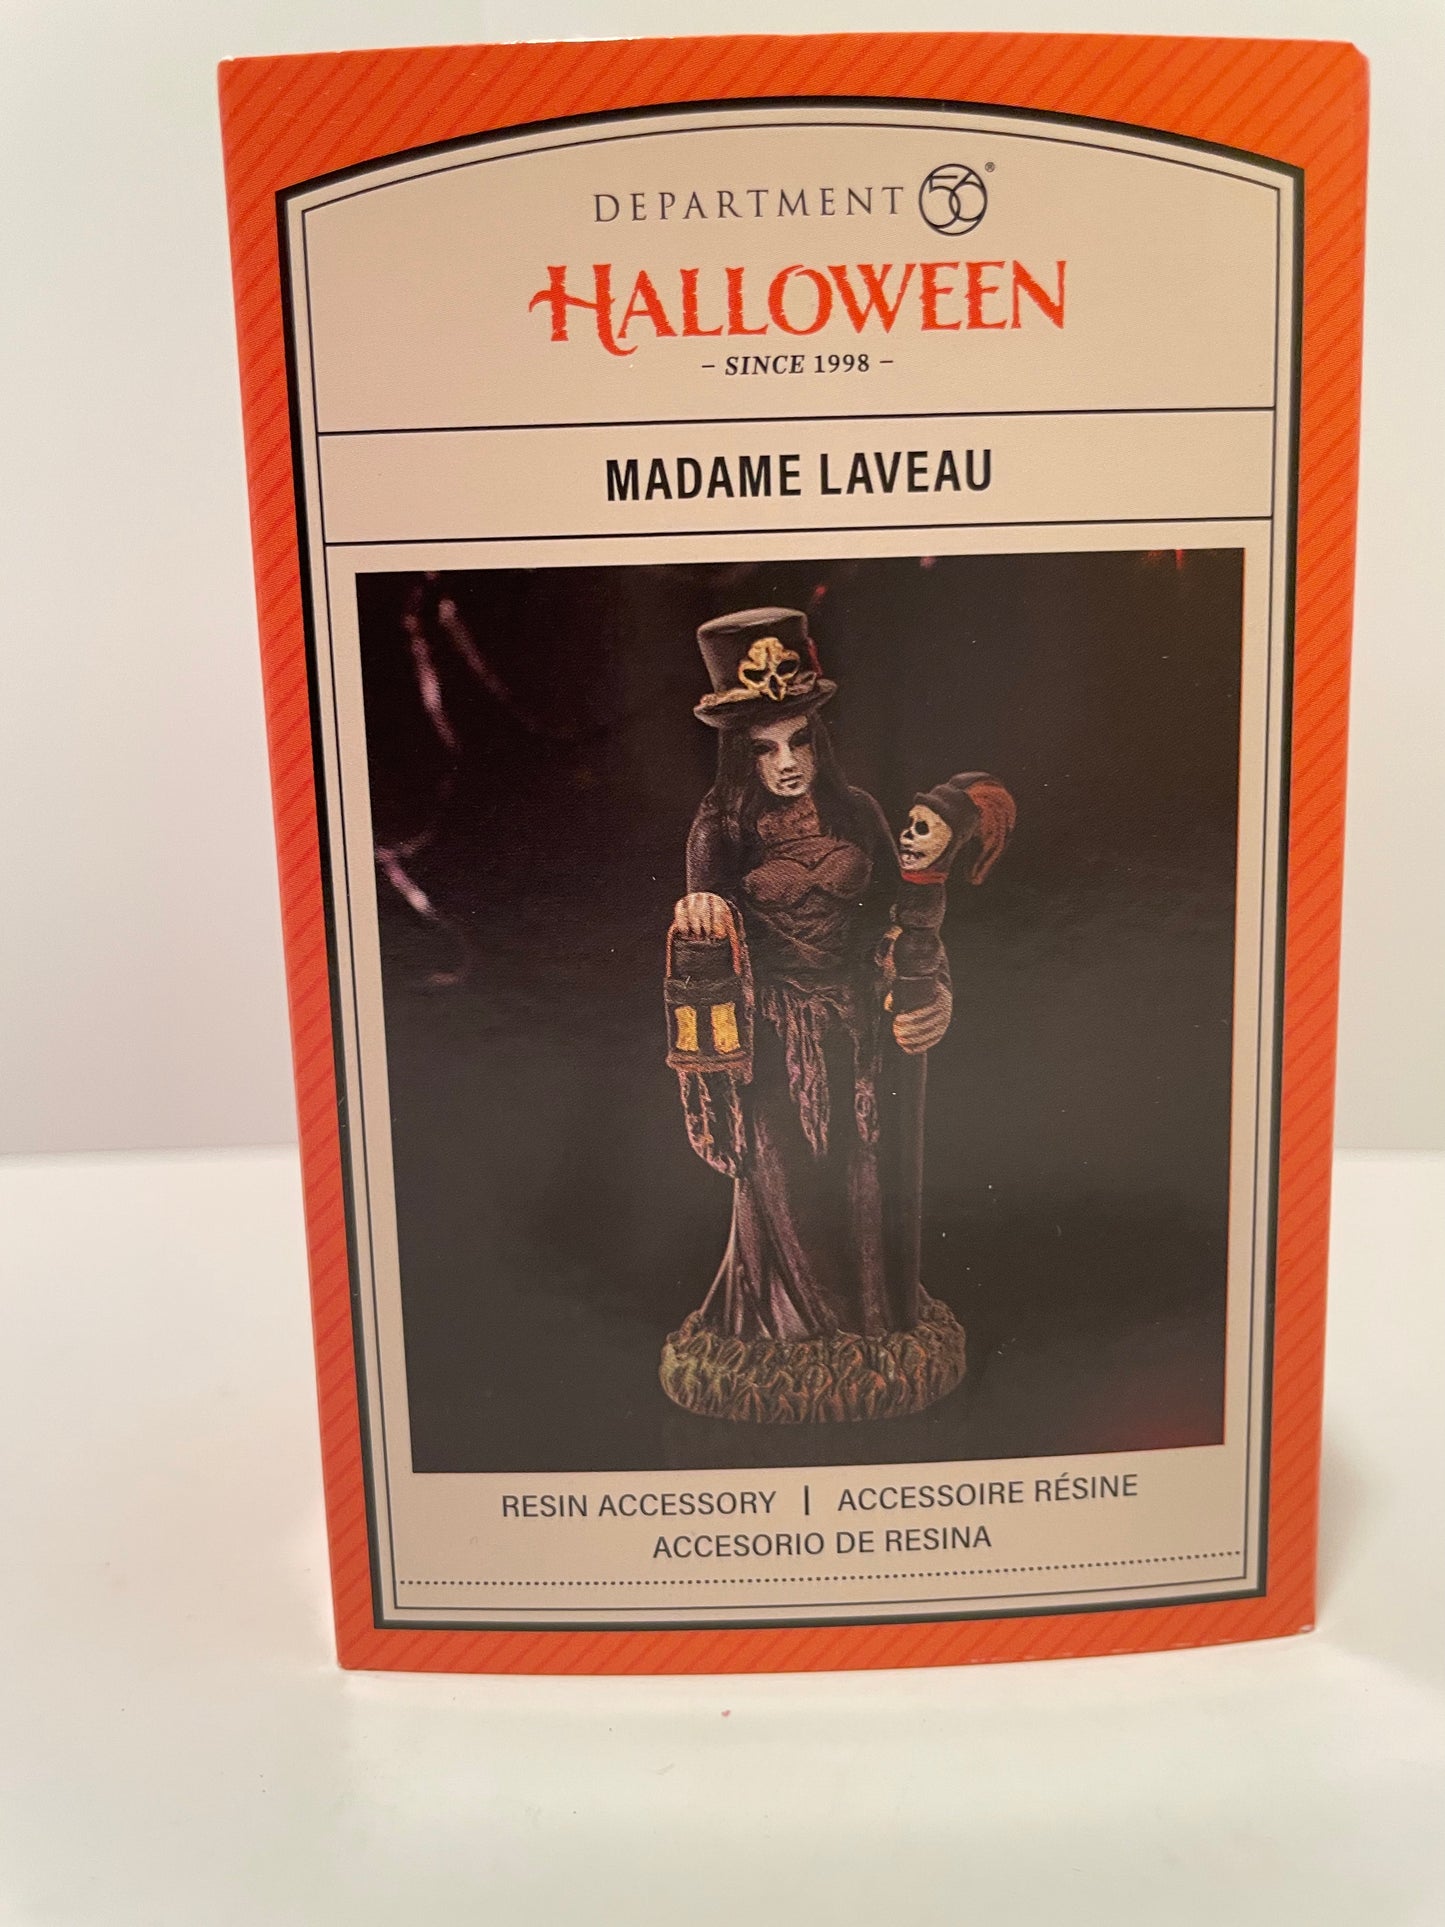 DEPARTMENT 56®
HALLOWEEN
– SINCE 1998 –
MADAME LAVEAU
RESIN ACCESSORY | ACCESSOIRE RÉSINE
ACCESORIO DE RESINA